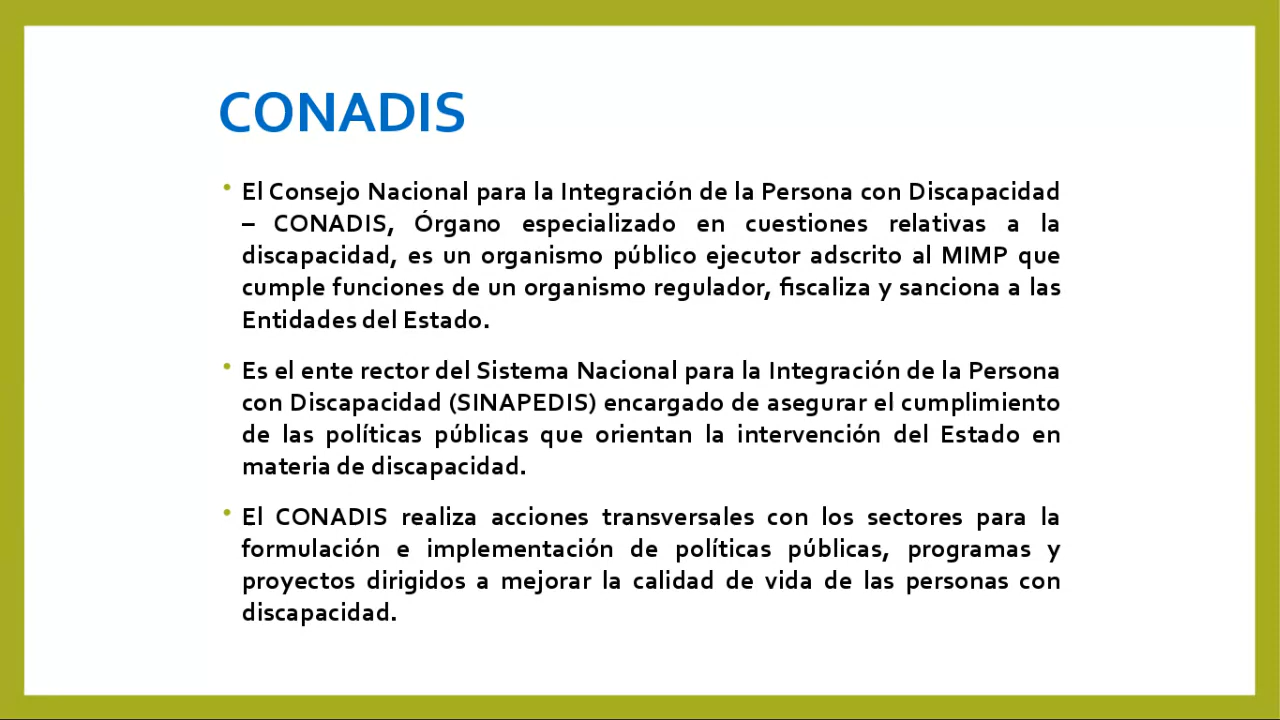 CONADIS
• El Consejo Nacional para la Integración de la Persona con Discapacidad
– CONADIS, Órgano especializado en cuestiones relativas a la
discapacidad, es un organismo público ejecutor adscrito al MIMP que
cumple funciones de un organismo regulador, fiscaliza y sanciona a las
Entidades del Estado.
• Es el ente rector del Sistema Nacional para la Integración de la Persona
con Discapacidad (SINAPEDIS) encargado de asegurar el cumplimiento
de las políticas públicas que orientan la intervención del Estado en
materia de discapacidad.
• El CONADIS realiza acciones transversales con los sectores para la
formulación e implementación de políticas públicas, programas y
proyectos dirigidos a mejorar la calidad de vida de las personas con
discapacidad.